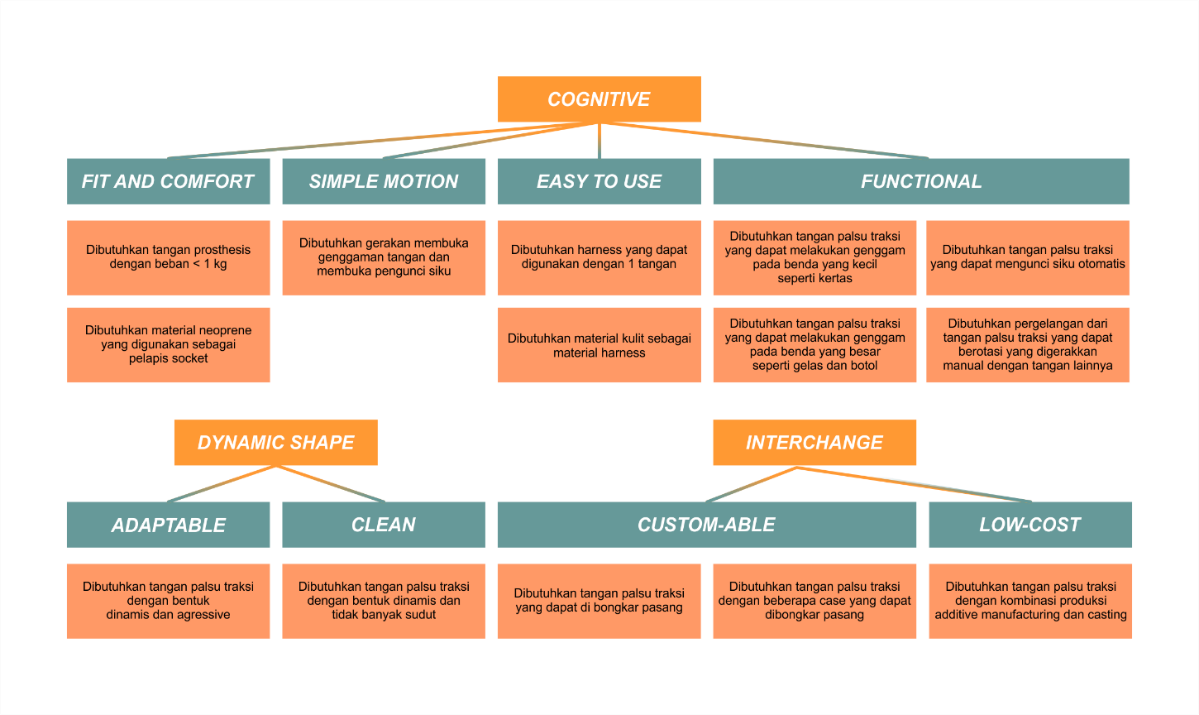 COGNITIVE
FIT AND COMFORT
SIMPLE MOTION
EASY TO USE
FUNCTIONAL
Dibutuhkan tangan prosthesis
dengan beban < 1 kg
Dibutuhkan gerakan membuka
genggaman tangan dan
membuka pengunci siku
Dibutuhkan harness yang dapat
digunakan dengan 1 tangan
Dibutuhkan tangan palsu traksi
yang dapat melakukan genggam
pada benda yang kecil
seperti kertas
Dibutuhkan tangan palsu traksi
yang dapat mengunci siku otomatis
Dibutuhkan material neoprene
yang digunakan sebagai
pelapis socket
Dibutuhkan material kulit sebagai
material harness
Dibutuhkan tangan palsu traksi
yang dapat melakukan genggam
pada benda yang besar
seperti gelas dan botol
Dibutuhkan pergelangan dari
tangan palsu traksi yang dapat
berotasi yang digerakkan
manual dengan tangan lainnya
DYNAMIC SHAPE
INTERCHANGE
ADAPTABLE
CLEAN
CUSTOM-ABLE
LOW-COST
Dibutuhkan tangan palsu traksi
dengan bentuk
dinamis dan agressive
Dibutuhkan tangan palsu traksi
dengan bentuk dinamis dan
tidak banyak sudut
Dibutuhkan tangan palsu traksi
yang dapat di bongkar pasang
Dibutuhkan tangan palsu traksi
dengan beberapa case yang dapat
dibongkar pasang
Dibutuhkan tangan palsu traksi
dengan kombinasi produksi
additive manufacturing dan casting